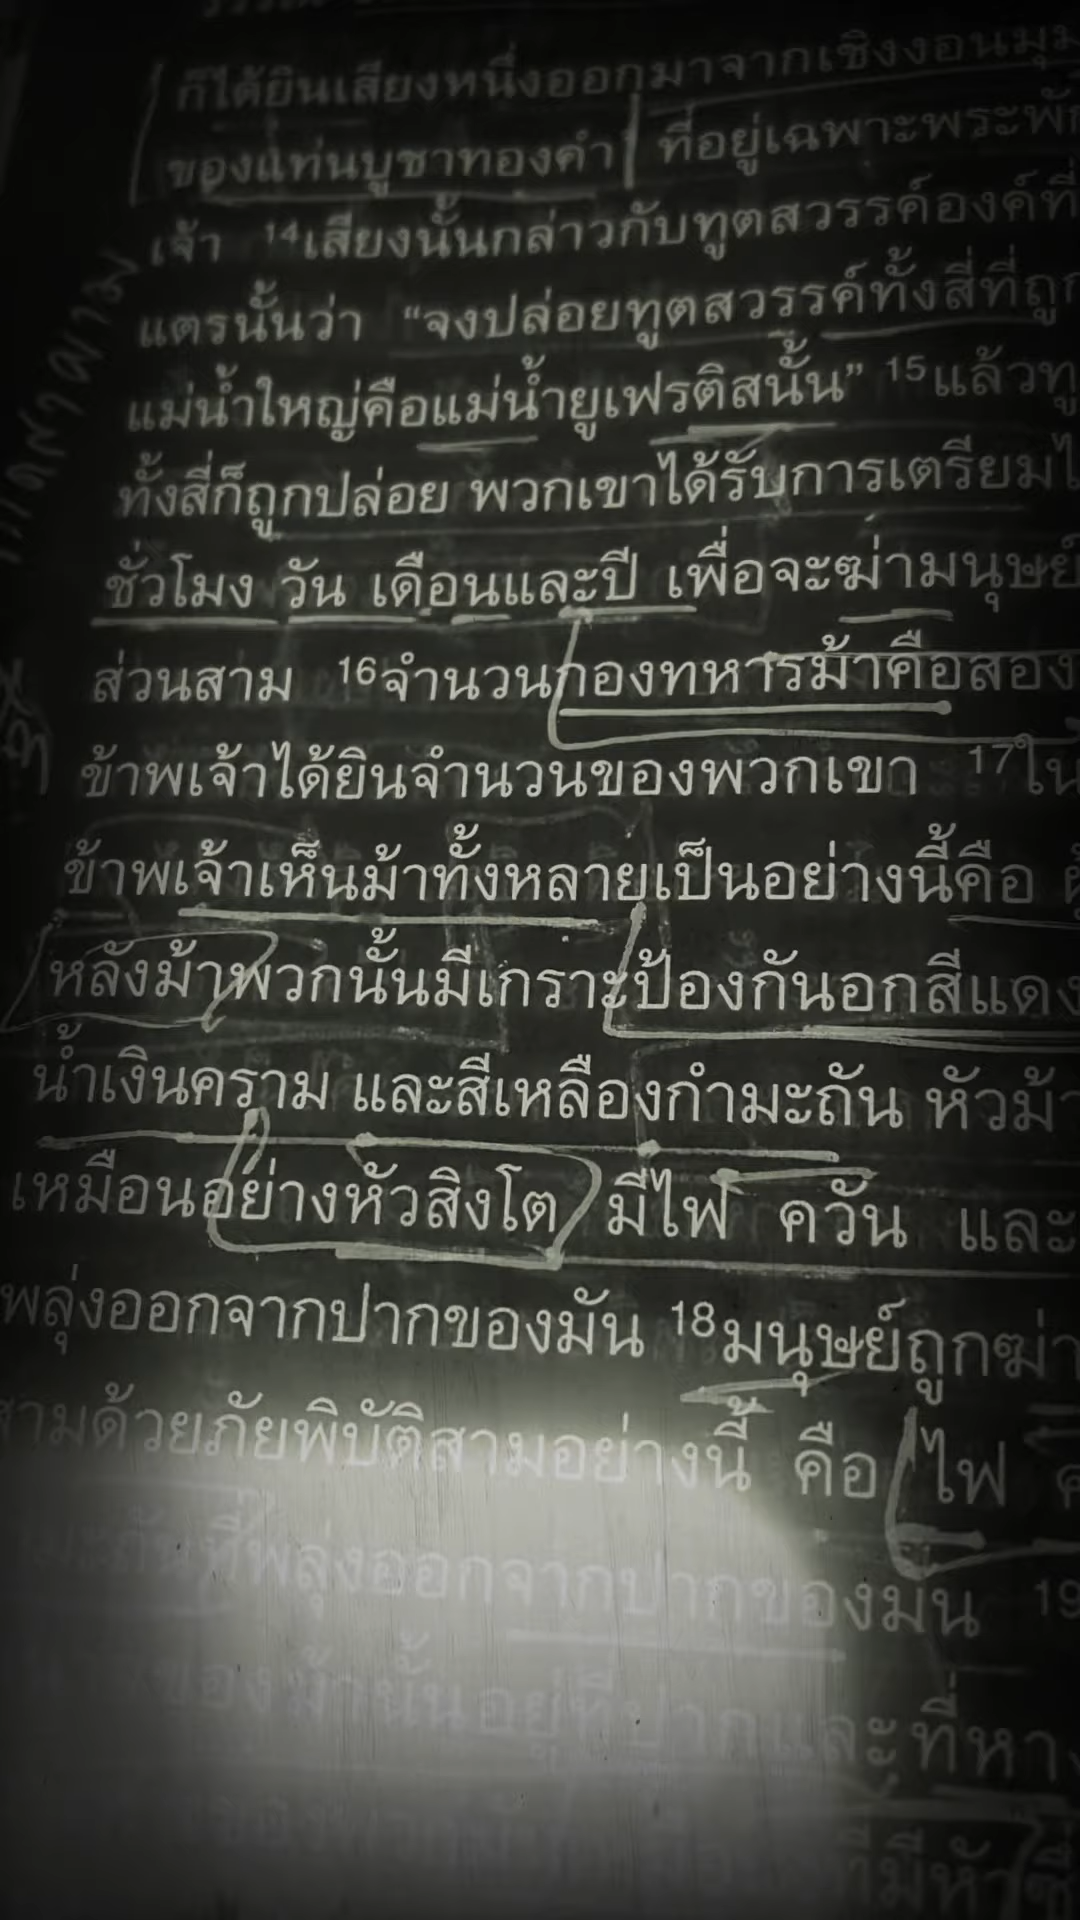 ก็ได้ยินเสียงหนึ่งออกมาจากเชิงงอนมุม
ของแท่นบูชาทองคำ ที่อยู่เฉพาะพระพัก
เจ้า 14เสียงนั้นกล่าวกับทูตสวรรค์องค์ที่
แตรนั้นว่า “จงปล่อยทูตสวรรค์ทั้งสี่ที่ถูก
แม่น้ำใหญ่คือแม่น้ำยูเฟรติสนั้น” 15แล้วทู
ทั้งสี่ก็ถูกปล่อย พวกเขาได้รับการเตรียมไ
ชั่วโมง วัน เดือนและปี เพื่อจะฆ่ามนุษย์
ส่วนสาม 16จำนวนกองทหารม้าคือสอง
ข้าพเจ้าได้ยินจำนวนของพวกเขา 17ใน
ข้าพเจ้าเห็นม้าทั้งหลายเป็นอย่างนี้คือ ผู้
หลังม้าพวกนั้นมีเกราะป้องกันอกสีแดง
น้ำเงินคราม และสีเหลืองกำมะถัน หัวม้า
เหมือนอย่างหัวสิงโต มีไฟ ควัน และ
พลุ่งออกจากปากของมัน 18มนุษย์ถูกฆ่า
สามด้วยภัยพิบัติสามอย่างนี้ คือ ไฟ ค
มะถันที่พลุ่งออกจากปากของมัน 19
ของม้านั้นอยู่ที่ปากและที่หาง
มีหัว